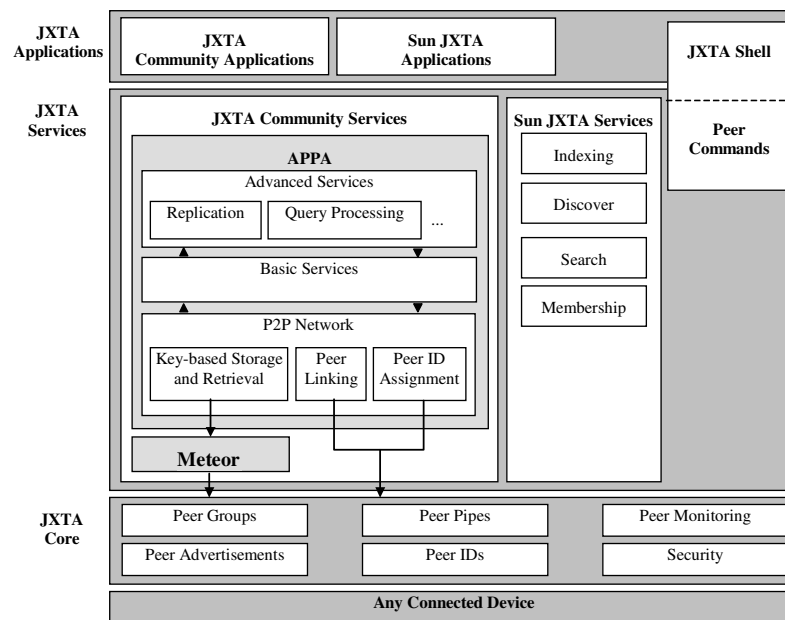 JXTA
Applications
JXTA
Community Applications
Sun JXTA
Applications
JXTA Shell
Peer
Commands
JXTA
Services
JXTA Community Services
APPA
Advanced Services
Replication
Query Processing
...
Basic Services
P2P Network
Key-based Storage
and Retrieval
Peer
Linking
Peer ID
Assignment
Meteor
Sun JXTA Services
Indexing
Discover
Search
Membership
JXTA
Core
Peer Groups
Peer Pipes
Peer Monitoring
Peer Advertisements
Peer IDs
Security
Any Connected Device